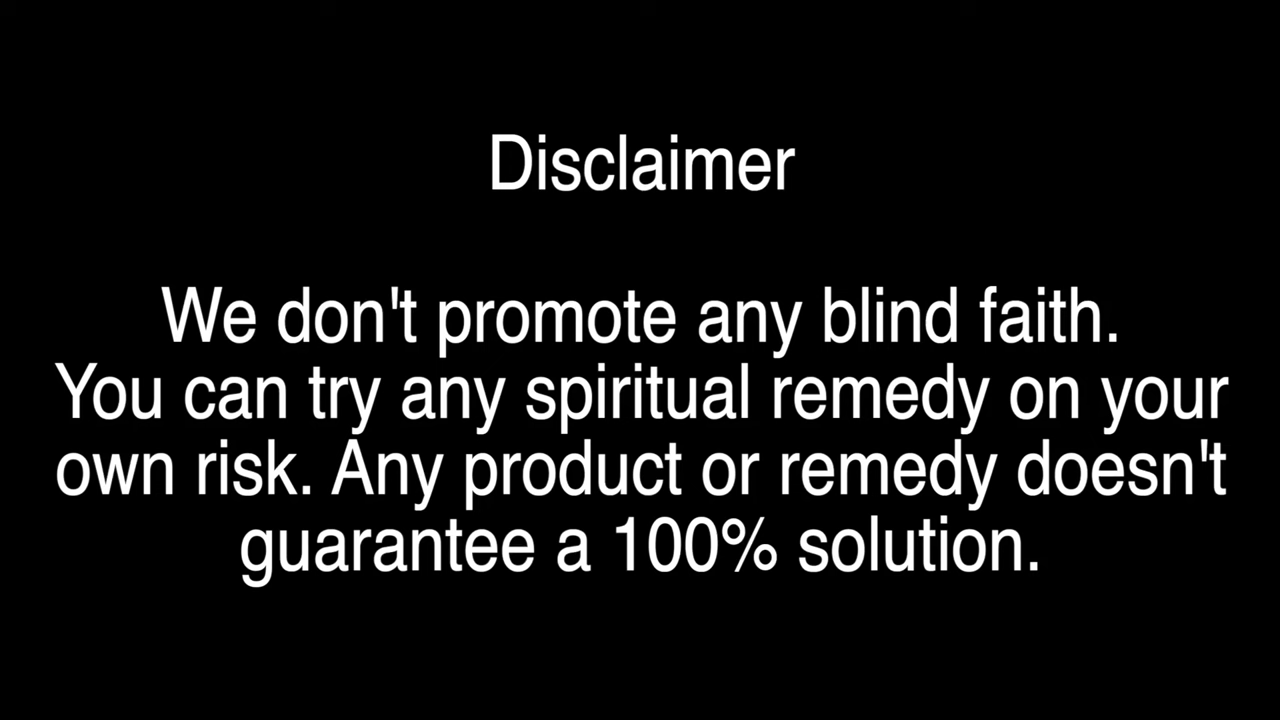 Disclaimer
We don't promote any blind faith.
You can try any spiritual remedy on your
own risk. Any product or remedy doesn't
guarantee a 100% solution.